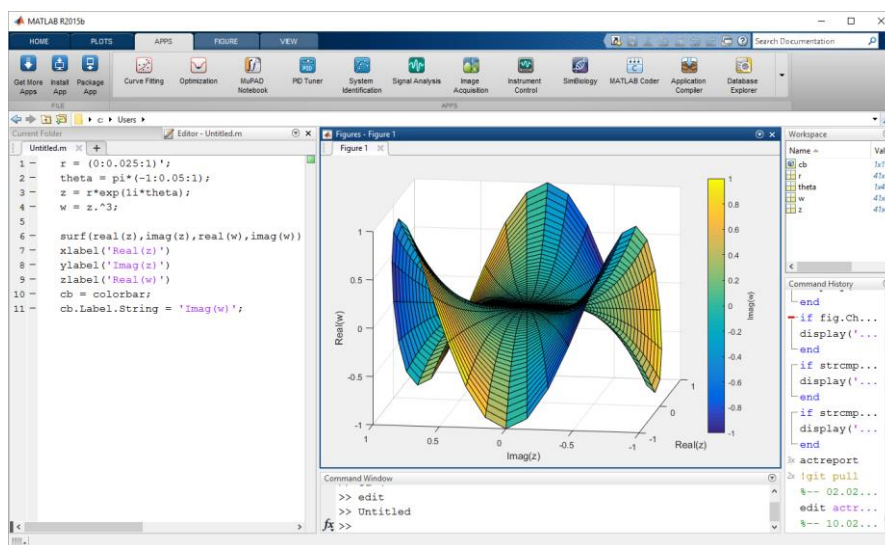 MATLAB R2015b
HOME PLOTS APPS FIGURE VIEW
Search Documentation
Get More Apps
Install App
Package App
Curve Fitting
Optimization
MuPAD Notebook
PID Tuner
System Identification
Signal Analysis
Image Acquisition
Instrument Control
SimBiology
MATLAB Coder
Application Compiler
Database Explorer
FILE
APPS
c: Users
Current Folder
Editor - Untitled.m
Untitled.m
1 - r = (0:0.025:1)';
2 - theta = pi*(-1:0.05:1);
3 - z = r*exp(1i*theta);
4 - w = z.^3;
5
6 - surf(real(z),imag(z),real(w),imag(w))
7 - xlabel('Real(z)')
8 - ylabel('Imag(z)')
9 - zlabel('Real(w)')
10 - cb = colorbar;
11 - cb.Label.String = 'Imag(w)';
Figures - Figure 1
Figure 1
1
0.5
0
-0.5
-1
Real(w)
1
0.5
0
-0.5
-1
Imag(z)
-1
0
1
Real(z)
1
0.8
0.6
0.4
0.2
0
-0.2
-0.4
-0.6
-0.8
-1
Imag(w)
Command Window
>> edit
>> Untitled
fx >>
Workspace
Name Val
cb
r 41x
theta 1x4
w 41x
z 41x
Command History
end
if fig.Ch...
display('...
end
if strcmp...
display('...
end
if strcmp...
display('...
end
3x actreport
2x !git pull
%-- 02.02
edit actr...
%-- 10.02